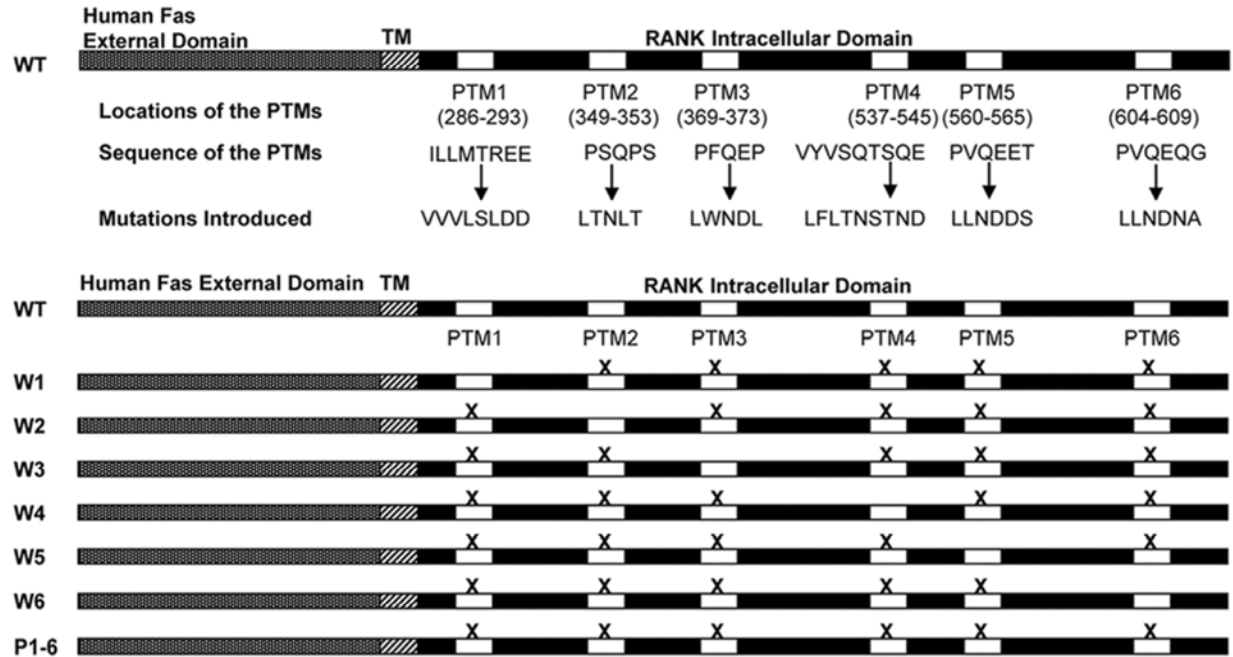 Human Fas
External Domain TM RANK Intracellular Domain
WT
PTM1 PTM2 PTM3 PTM4 PTM5 PTM6
Locations of the PTMs (286-293) (349-353) (369-373) (537-545) (560-565) (604-609)
Sequence of the PTMs ILLMTREE PSQPS PFQEP VYVSQTSQE PVQEET PVQEQG
Mutations Introduced VVVLSLDD LTNLT LWNDL LFLTNSTND LLNDDS LLNDNA
Human Fas External Domain TM RANK Intracellular Domain
WT
PTM1 PTM2 PTM3 PTM4 PTM5 PTM6
X X X X X
W1
X X X X X
W2
X X X X X
W3
X X X X X
W4
X X X X X
W5
X X X X X
W6
X X X X X X
P1-6